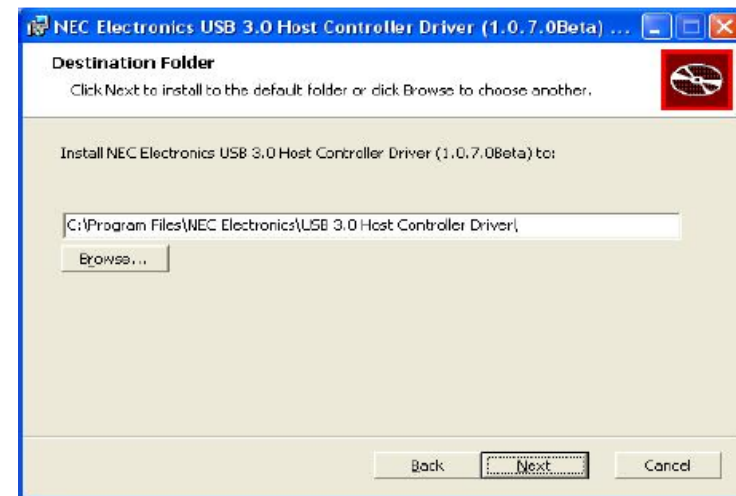 NEC Electronics USB 3.0 Host Controller Driver (1.0.7.0Beta) ...
Destination Folder
Click Next to install to the default folder or click Browse to choose another.
Install NEC Electronics USB 3.0 Host Controller Driver (1.0.7.0Beta) to:
C:\Program Files\NEC Electronics\USB 3.0 Host Controller Driver\
Browse...
Back Next Cancel